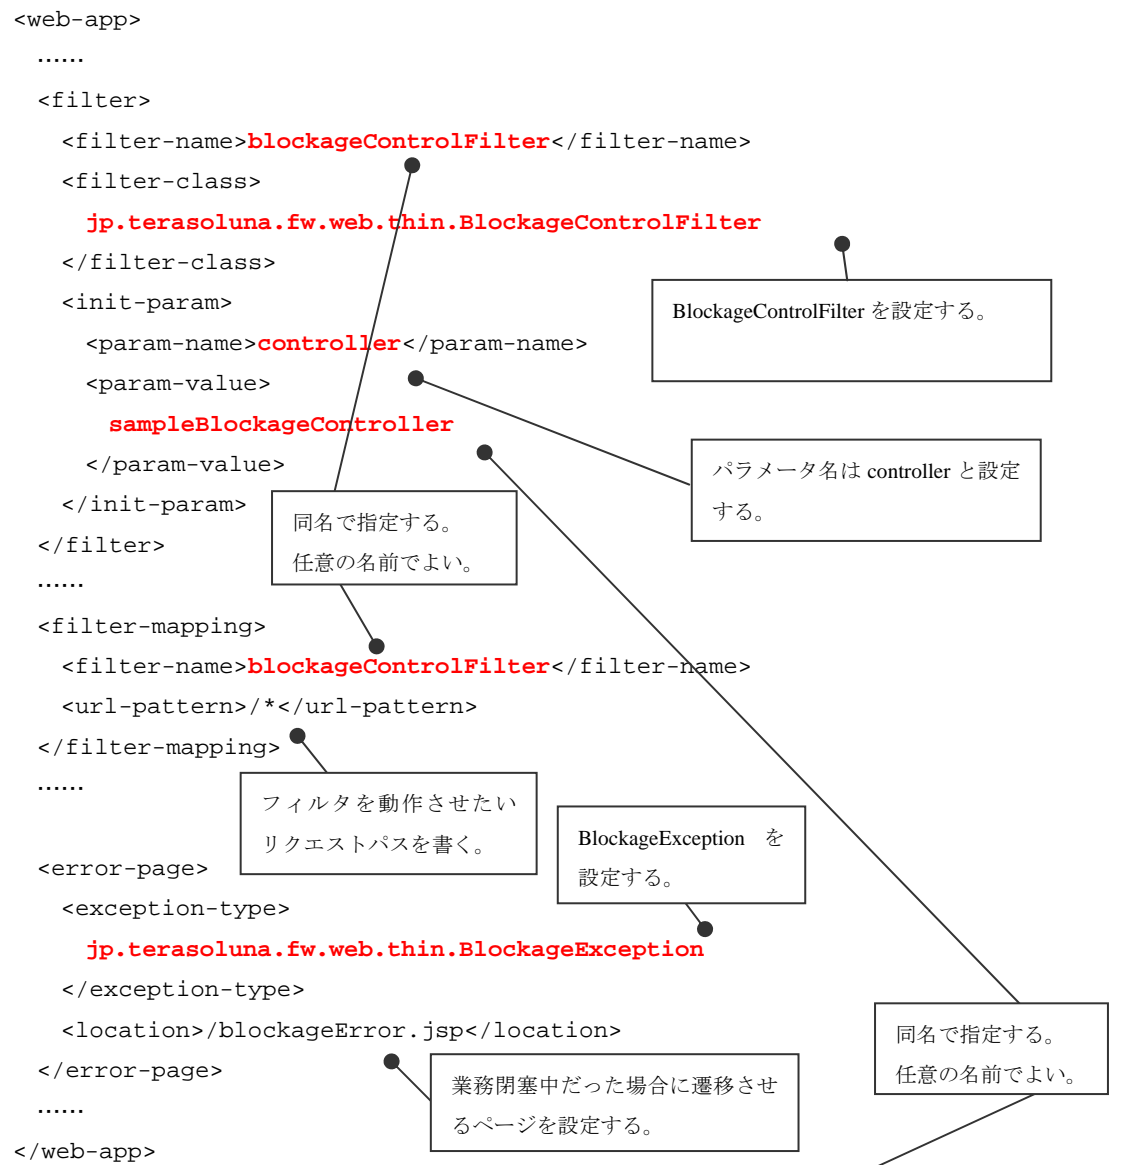 <web-app>
……
<filter>
<filter-name>blockageControlFilter</filter-name>
<filter-class>
jp.terasoluna.fw.web.thin.BlockageControlFilter
</filter-class>
<init-param>
BlockageControlFilter を設定する。
<param-name>controller</param-name>
<param-value>
sampleBlockageController
</param-value>
パラメータ名は controller と設定
する。
</init-param>
同名で指定する。
任意の名前でよい。
</filter>
……
<filter-mapping>
<filter-name>blockageControlFilter</filter-name>
<url-pattern>/*</url-pattern>
</filter-mapping>
……
フィルタを動作させたい
リクエストパスを書く。
BlockageException を
設定する。
<error-page>
<exception-type>
jp.terasoluna.fw.web.thin.BlockageException
</exception-type>
<location>/blockageError.jsp</location>
同名で指定する。
任意の名前でよい。
</error-page>
業務閉塞中だった場合に遷移させ
るページを設定する。
……
</web-app>